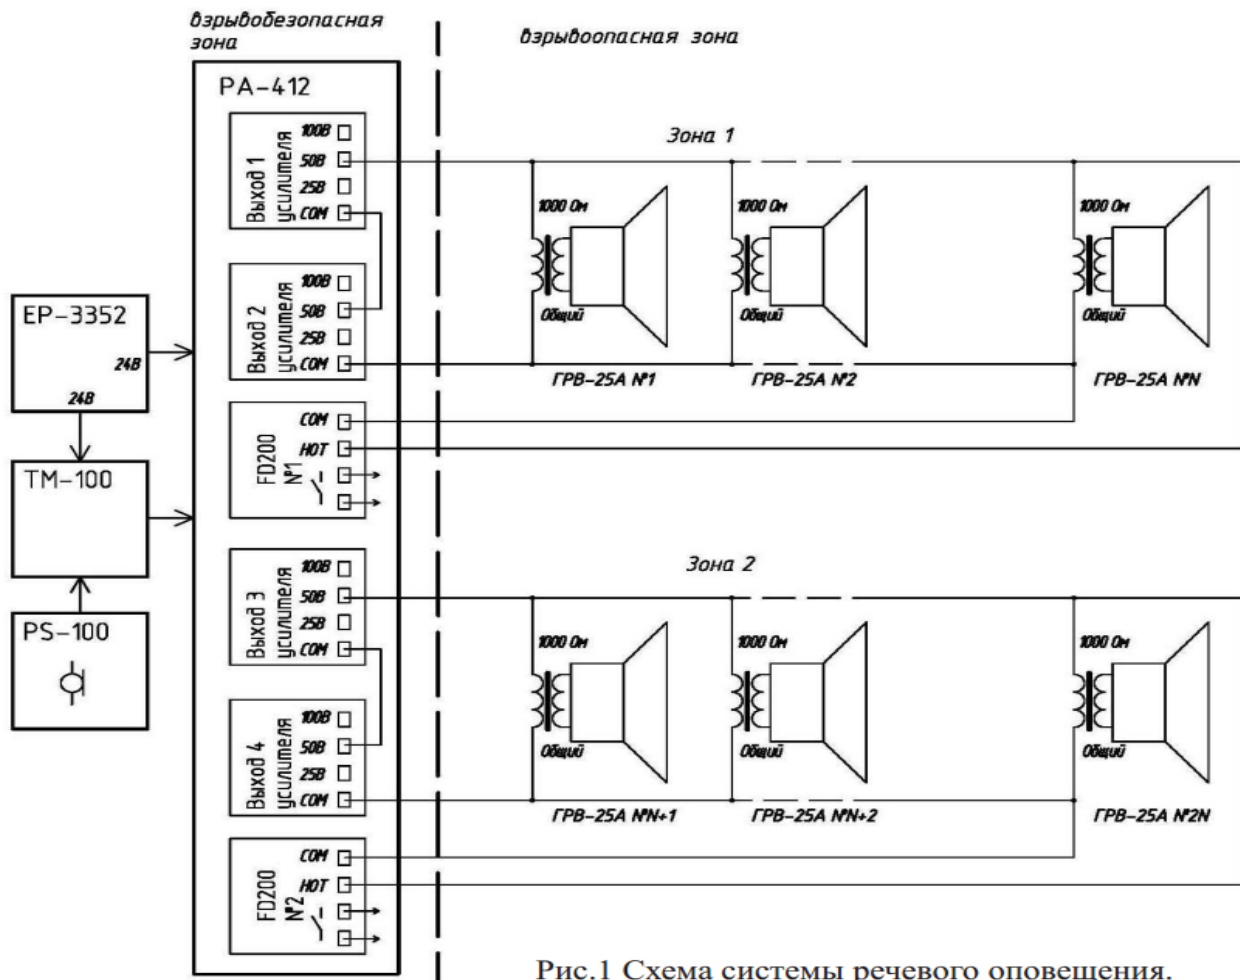 взрывобезопасная
зона
взрывоопасная зона
PA-412
Выход 1
усилителя
100В
50В
25В
COM
Зона 1
1000 Ом
1000 Ом
1000 Ом
Общий
Общий
Общий
ГРВ-25А №1
ГРВ-25А №2
ГРВ-25А №N
Выход 2
усилителя
100В
50В
25В
COM
EP-3352
24В
24В
TM-100
PS-100
FD200
№1
COM
HOT
Выход 3
усилителя
100В
50В
25В
COM
Зона 2
1000 Ом
1000 Ом
1000 Ом
Общий
Общий
Общий
ГРВ-25А №N+1
ГРВ-25А №N+2
ГРВ-25А №2N
Выход 4
усилителя
100В
50В
25В
COM
FD200
№2
COM
HOT
Рис.1 Схема системы речевого оповещения.